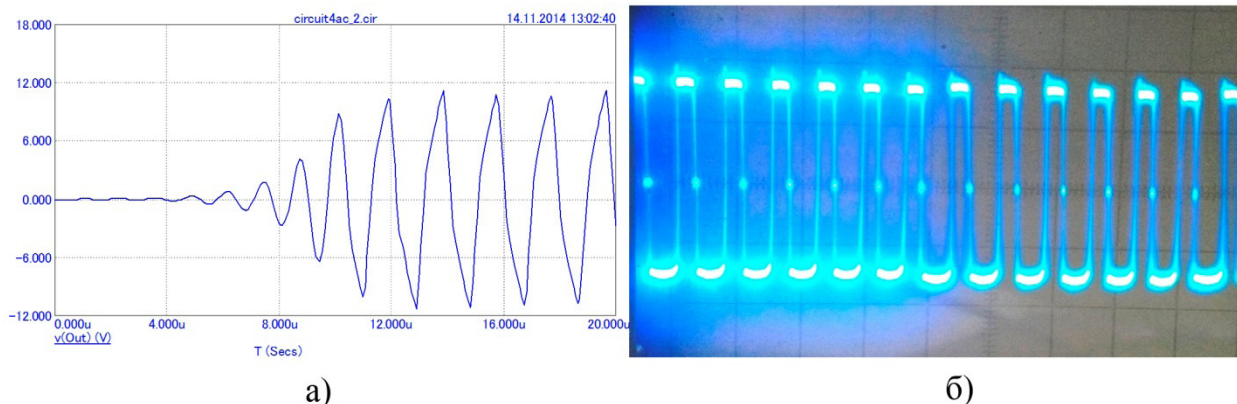 circuit4ac_2.cir 14.11.2014 13:02:40
18.000
12.000
6.000
0.000
-6.000
-12.000
0.000u 4.000u 8.000u 12.000u 16.000u 20.000u
v(Out) (V)
T (Secs)
а) б)